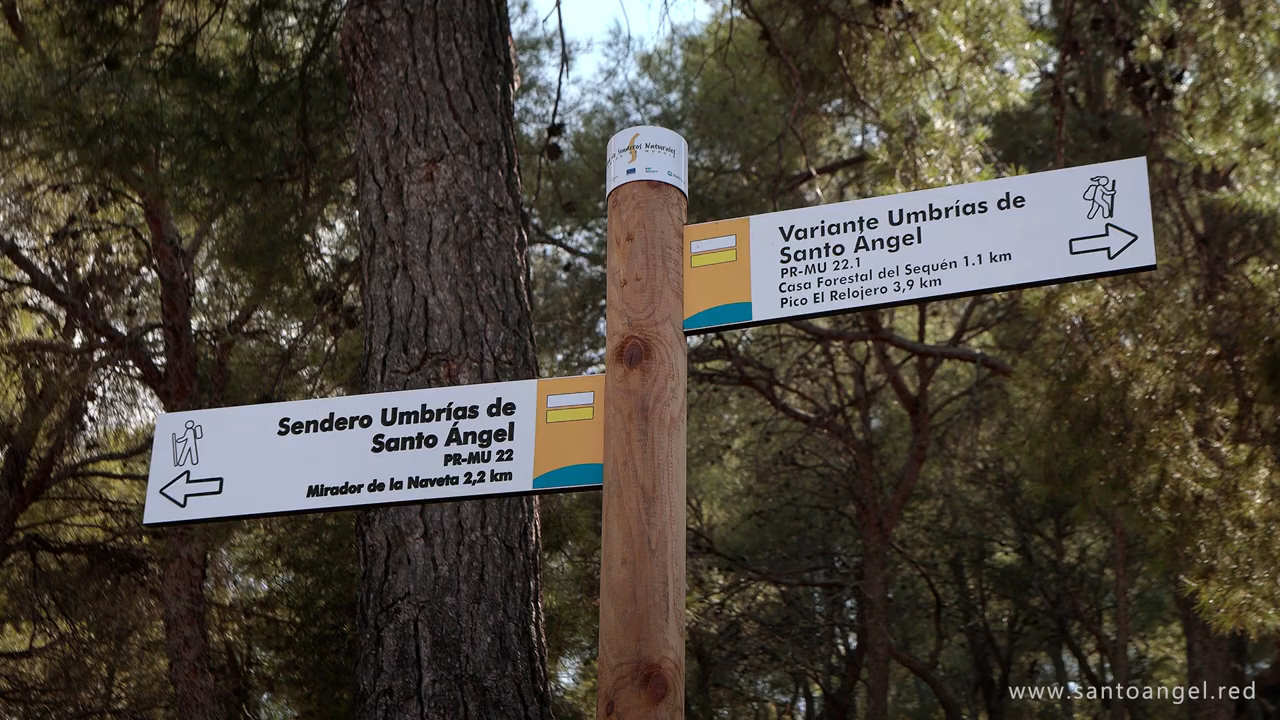 Senderos Naturales
Variante Umbrías de
Santo Ángel
PR-MU 22.1
Casa Forestal del Sequén 1.1 km
Pico El Relojero 3,9 km
Sendero Umbrías de
Santo Ángel
PR-MU 22
Mirador de la Naveta 2,2 km
www.santoangel.red